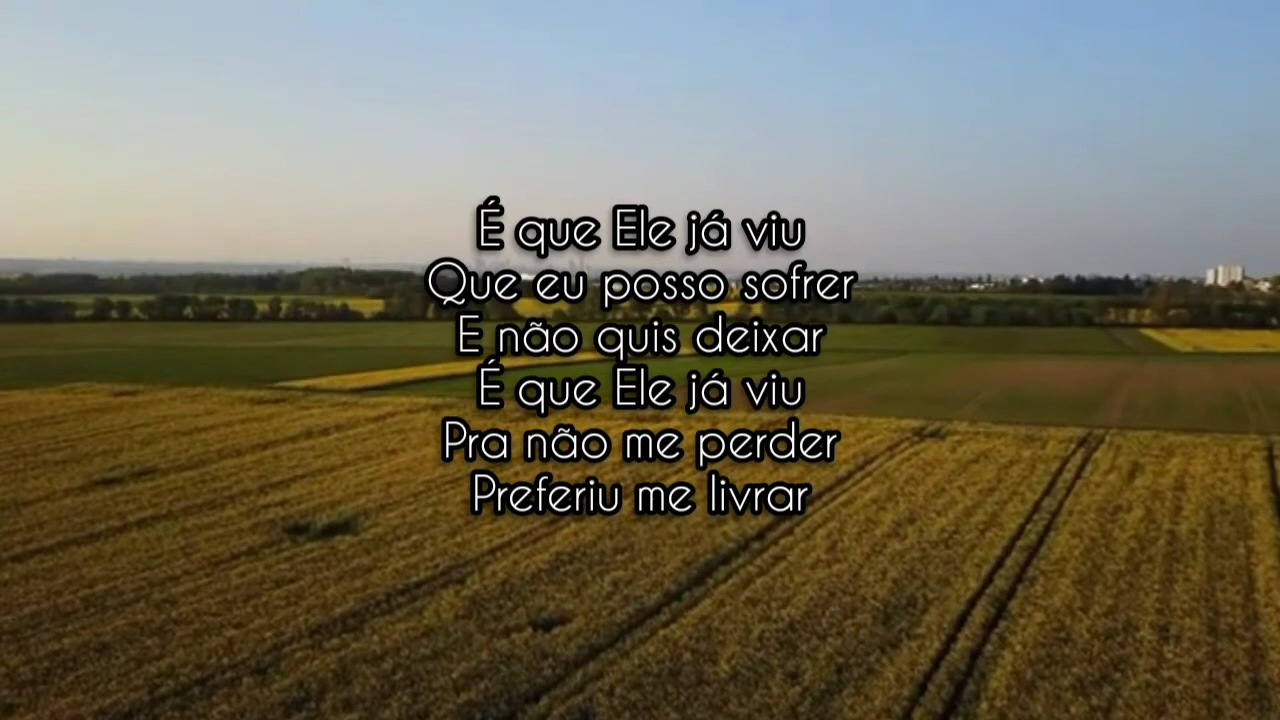 É que Ele já viu
Que eu posso sofrer
E não quis deixar
É que Ele já viu
Pra não me perder
Preferiu me livrar